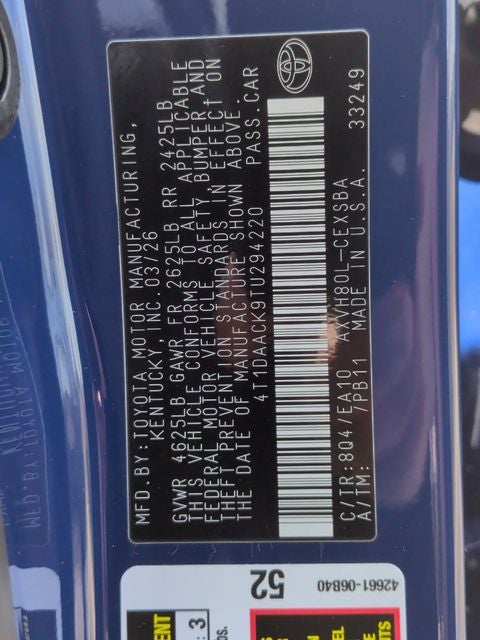 MFD.BY:TOYOTA MOTOR MANUFACTURING,
KENTUCKY, INC. 03/26
GVWR 4625LB GAWR FR 2625LB RR 2425LB
THIS VEHICLE CONFORMS TO ALL APPLICABLE
FEDERAL MOTOR VEHICLE SAFETY, BUMPER AND
THEFT PREVENTION STANDARDS IN EFFECT ON
THE DATE OF MANUFACTURE SHOWN ABOVE.
4T1DAACK9TU294220 PASS.CAR
C/TR:8Q4/EA10 AXVH80L-CEXSBA
A/TM: 7PB11 MADE IN U.S.A. 33249
52
42661-06B40
3